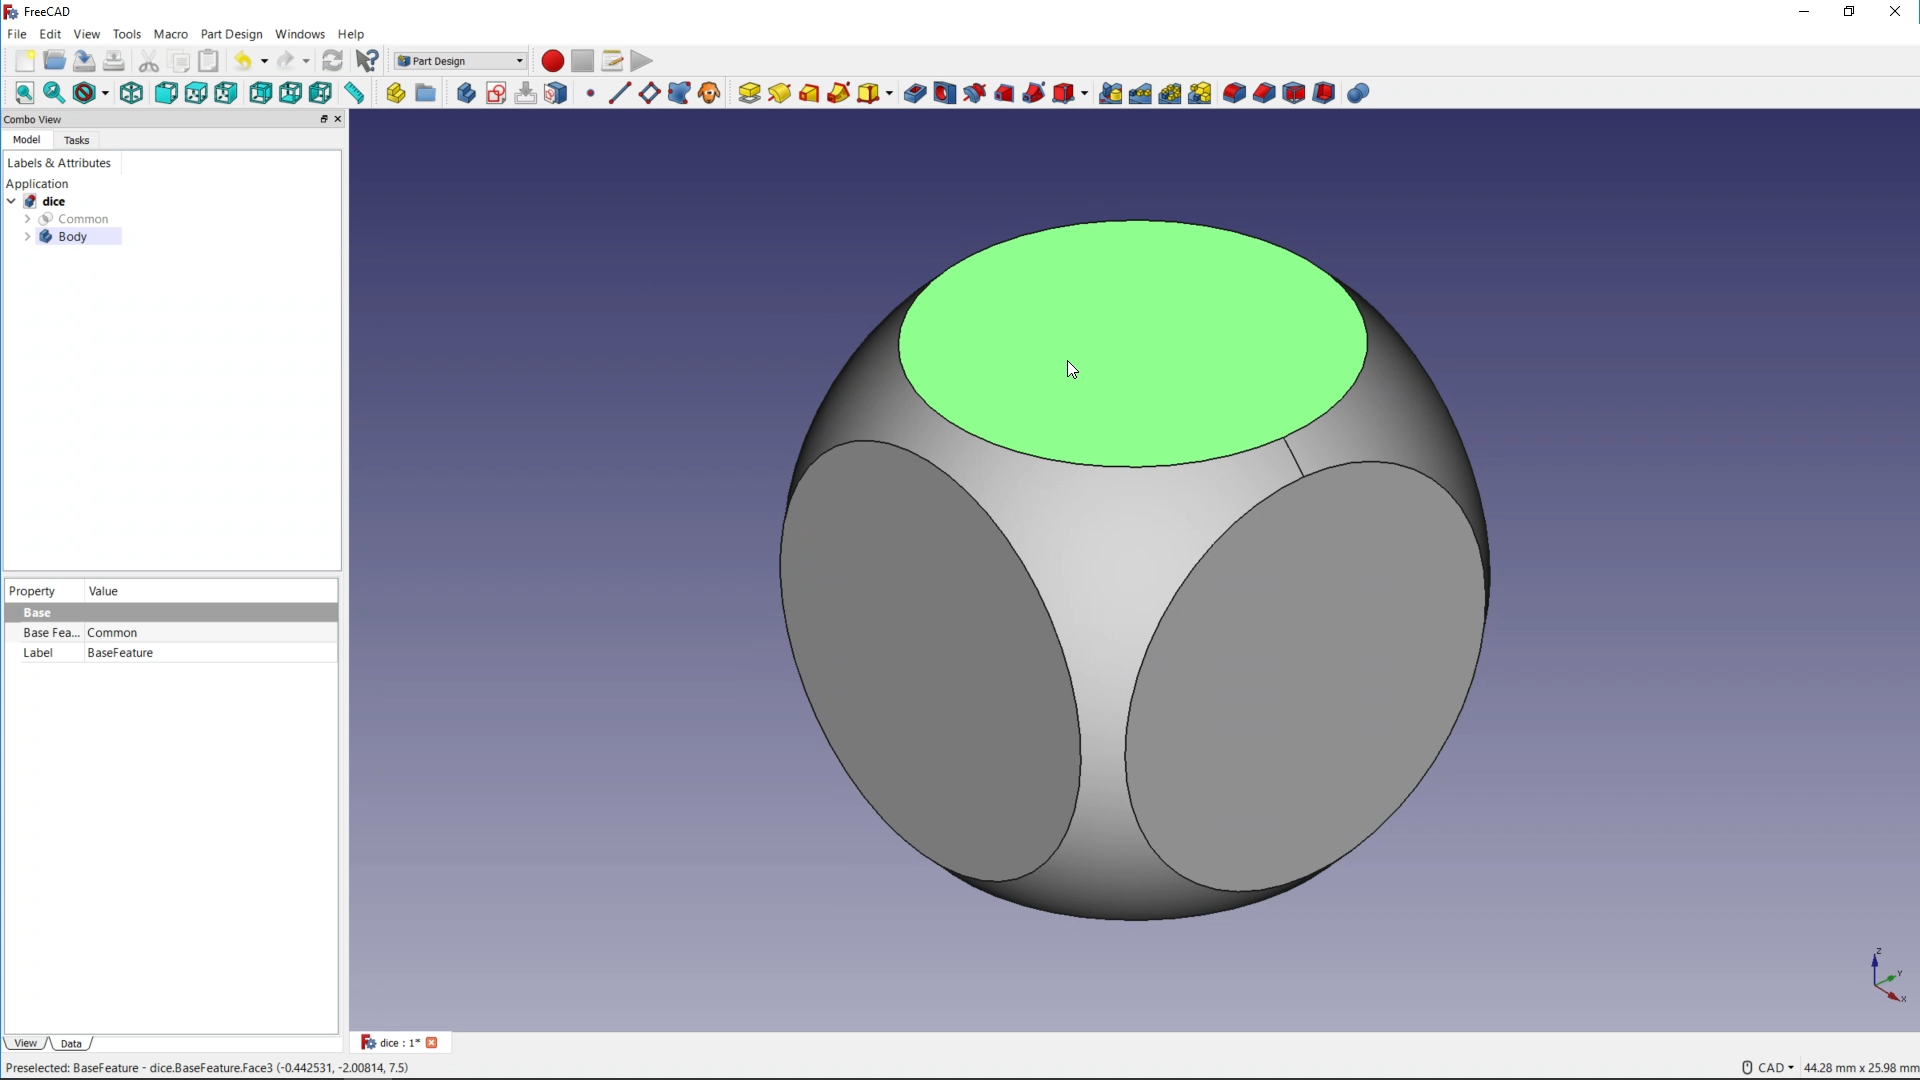 FreeCAD
File Edit View Tools Macro Part Design Windows Help
Part Design
Combo View
Model Tasks
Labels & Attributes
Application
dice
Common
Body
Property Value
Base
Base Fea... Common
Label BaseFeature
Z
Y
X
View Data
dice : 1*
Preselected: BaseFeature - dice.BaseFeature.Face3 (-0.442531, -2.00814, 7.5)
CAD 44.28 mm x 25.98 mm